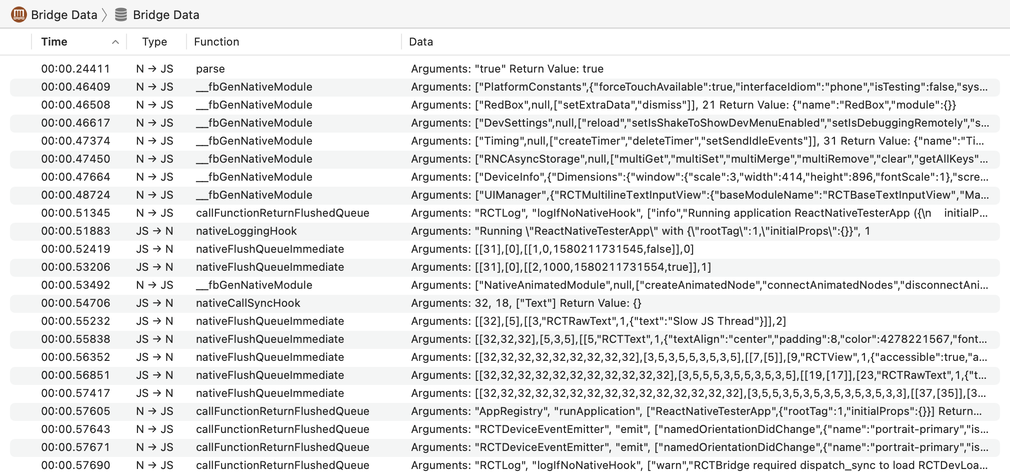 Bridge Data Bridge Data
Time Type Function Data
00:00.24411 N → JS parse Arguments: "true" Return Value: true
00:00.46409 N → JS __fbGenNativeModule Arguments: ["PlatformConstants",{"forceTouchAvailable":true,"interfaceIdiom":"phone","isTesting":false,"sys...
00:00.46508 N → JS __fbGenNativeModule Arguments: ["RedBox",null,["setExtraData","dismiss"]], 21 Return Value: {"name":"RedBox","module":{}}
00:00.46617 N → JS __fbGenNativeModule Arguments: ["DevSettings",null,["reload","setIsShakeToShowDevMenuEnabled","setIsDebuggingRemotely","sd...
00:00.47374 N → JS __fbGenNativeModule Arguments: ["Timing",null,["createTimer","deleteTimer","setSendIdleEvents"]], 31 Return Value: {"name":"Ti...
00:00.47450 N → JS __fbGenNativeModule Arguments: ["RNCAsyncStorage",null,["multiGet","multiSet","multiMerge","multiRemove","clear","getAllKeys"...
00:00.47664 N → JS __fbGenNativeModule Arguments: ["DeviceInfo",{"Dimensions":{"window":{"scale":3,"width":414,"height":896,"fontScale":1},"scre...
00:00.48724 N → JS __fbGenNativeModule Arguments: ["UIManager",{"RCTMultilineTextInputView":{"baseModuleName":"RCTBaseTextInputView","Ma...
00:00.51345 N → JS callFunctionReturnFlushedQueue Arguments: "RCTLog", "logIfNoNativeHook", ["info","Running application ReactNativeTesterApp ({\n initialP...
00:00.51883 JS → N nativeLoggingHook Arguments: "Running \"ReactNativeTesterApp\" with {\"rootTag\":1,\"initialProps\":{}}", 1
00:00.52419 JS → N nativeFlushQueueImmediate Arguments: [[31],[0],[[1,0,1580211731545,false]],0]
00:00.53206 JS → N nativeFlushQueueImmediate Arguments: [[31],[0],[[2,1000,1580211731554,true]],1]
00:00.53492 N → JS __fbGenNativeModule Arguments: ["NativeAnimatedModule",null,["createAnimatedNode","connectAnimatedNodes","disconnectAni...
00:00.54706 JS → N nativeCallSyncHook Arguments: 32, 18, ["Text"] Return Value: {}
00:00.55232 JS → N nativeFlushQueueImmediate Arguments: [[32],[5],[[3,"RCTRawText",1,{"text":"Slow JS Thread"}]],2]
00:00.55838 JS → N nativeFlushQueueImmediate Arguments: [[32,32,32],[5,3,5],[[5,"RCTText",1,{"textAlign":"center","padding":8,"color":4278221567,"font...
00:00.56352 JS → N nativeFlushQueueImmediate Arguments: [[32,32,32,32,32,32,32,32,32],[3,5,3,5,5,3,5,3,5],[[7,[5]],[9,"RCTView",1,{"accessible":true,"a...
00:00.56851 JS → N nativeFlushQueueImmediate Arguments: [[32,32,32,32,32,32,32,32,32,32,32],[3,5,5,3,5,3,5,5,3,3,5],[[19,[17]],[23,"RCTRawText",1,{"t...
00:00.57417 JS → N nativeFlushQueueImmediate Arguments: [[32,32,32,32,32,32,32,32,32,32,32,32,32,32,32],[3,5,5,3,5,3,5,3,5,3,5,3,5,3,3],[[37,[35]],[3...
00:00.57605 N → JS callFunctionReturnFlushedQueue Arguments: "AppRegistry", "runApplication", ["ReactNativeTesterApp",{"rootTag":1,"initialProps":{}}] Return...
00:00.57643 N → JS callFunctionReturnFlushedQueue Arguments: "RCTDeviceEventEmitter", "emit", ["namedOrientationDidChange",{"name":"portrait-primary","is...
00:00.57671 N → JS callFunctionReturnFlushedQueue Arguments: "RCTDeviceEventEmitter", "emit", ["namedOrientationDidChange",{"name":"portrait-primary","is...
00:00.57690 N → JS callFunctionReturnFlushedQueue Arguments: "RCTLog", "logIfNoNativeHook", ["warn","RCTBridge required dispatch_sync to load RCTDevLoa...